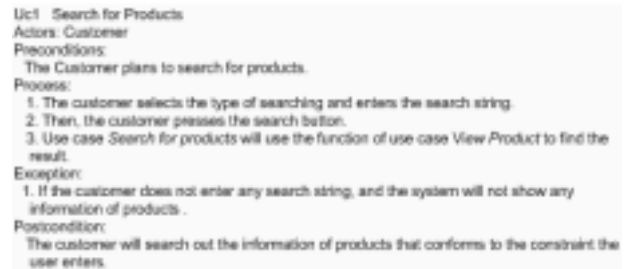 Uc1 Search for Products
Actors: Customer
Preconditions:
The Customer plans to search for products.
Process:
1. The customer selects the type of searching and enters the search string.
2. Then, the customer presses the search button.
3. Use case Search for products will use the function of use case View Product to find the
result.
Exception:
1. If the customer does not enter any search string, and the system will not show any
information of products .
Postcondition:
The customer will search out the information of products that conforms to the constraint the
user enters.